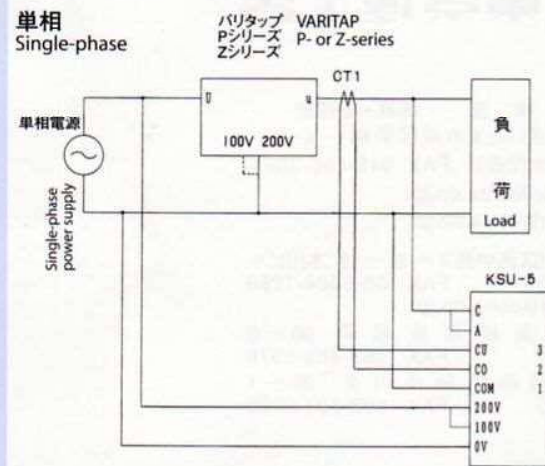 単相
Single-phase
バリタップ VARITAP
Pシリーズ P- or Z-series
Zシリーズ
CT1
U u
100V 200V
単相電源
Single-phase
power supply
負
荷
Load
KSU-5
C
A
CU 3
CO 2
COM 1
200V
100V
0V